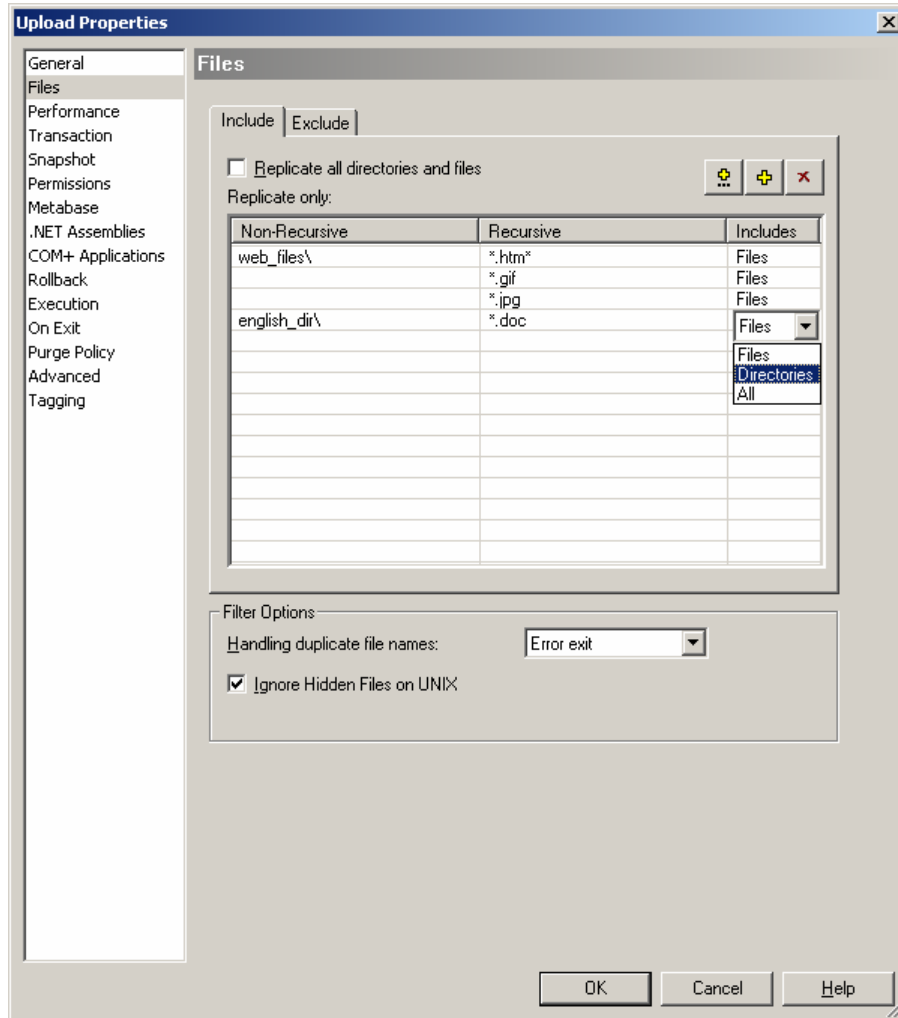 Upload Properties
General
Files
Performance
Transaction
Snapshot
Permissions
Metabase
.NET Assemblies
COM+ Applications
Rollback
Execution
On Exit
Purge Policy
Advanced
Tagging
Files
Include Exclude
Replicate all directories and files
Replicate only:
Non-Recursive Recursive Includes
web_files\ *.htm* Files
*.gif Files
*.jpg Files
english_dir\ *.doc Files
Files
Directories
All
Filter Options
Handling duplicate file names: Error exit
Ignore Hidden Files on UNIX
OK Cancel Help